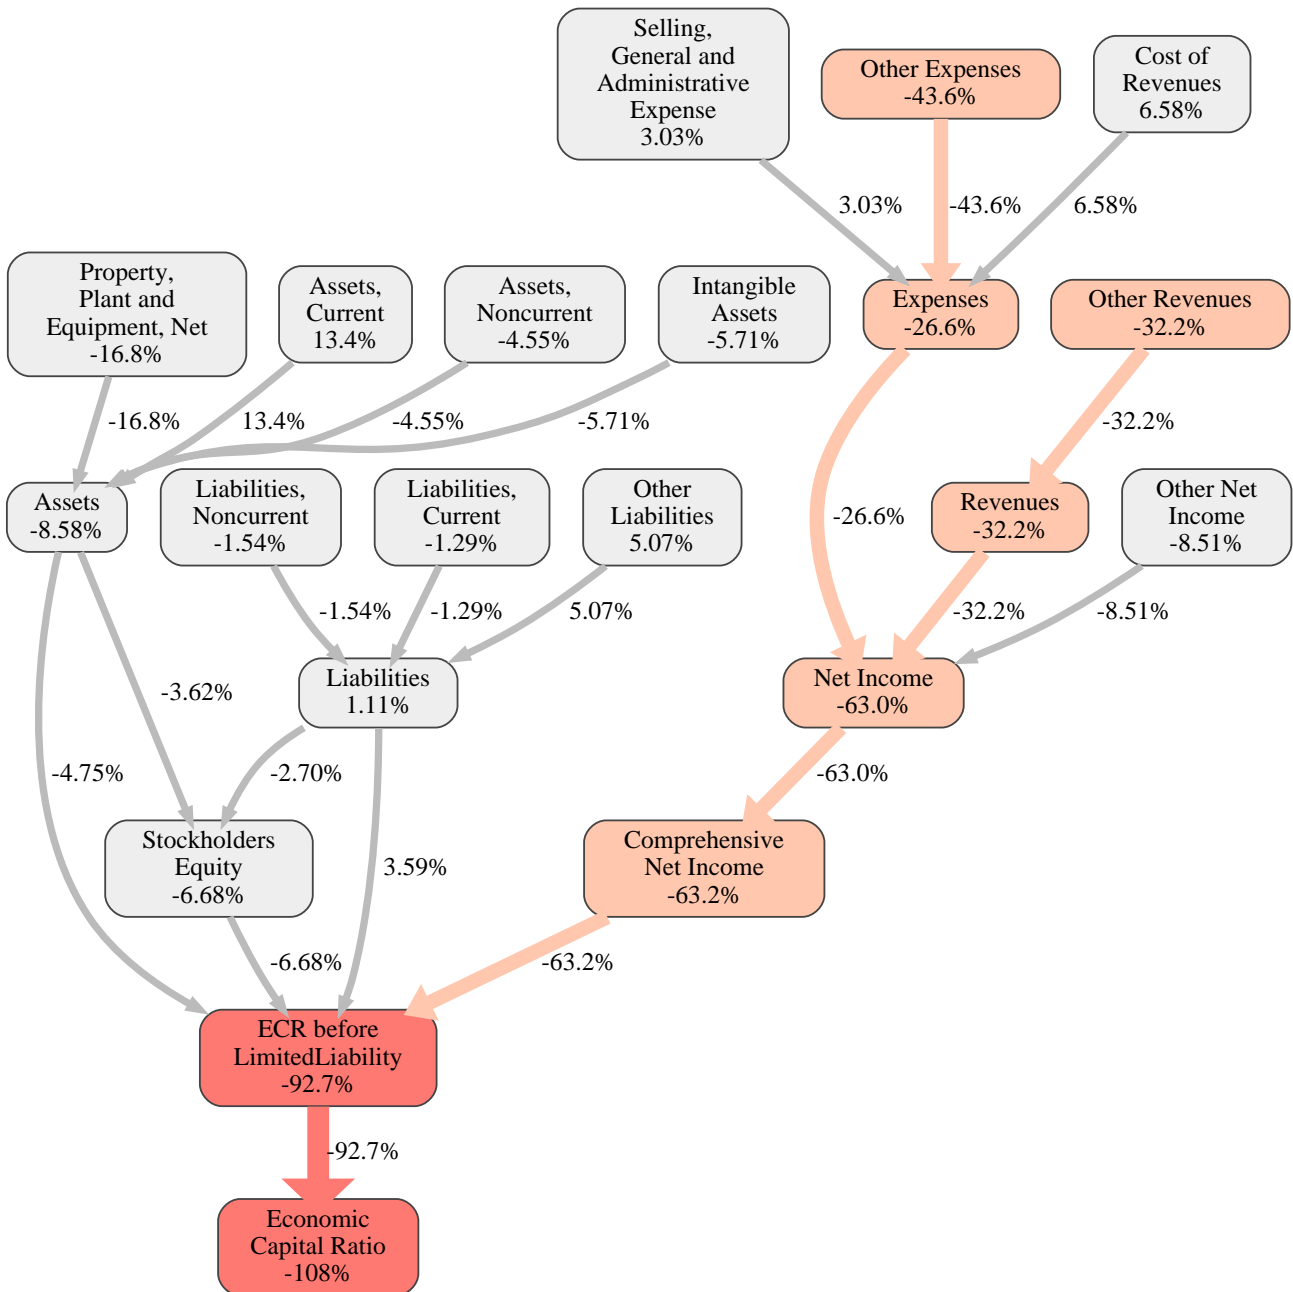 Selling,
General and
Administrative
Expense
3.03%
Other Expenses
-43.6%
Cost of
Revenues
6.58%
3.03%
-43.6%
6.58%
Property,
Plant and
Equipment, Net
-16.8%
Assets,
Current
13.4%
Assets,
Noncurrent
-4.55%
Intangible
Assets
-5.71%
Expenses
-26.6%
Other Revenues
-32.2%
-16.8%
13.4%
-4.55%
-5.71%
-32.2%
Assets
-8.58%
Liabilities,
Noncurrent
-1.54%
Liabilities,
Current
-1.29%
Other
Liabilities
5.07%
-26.6%
Revenues
-32.2%
Other Net
Income
-8.51%
-1.54%
-1.29%
5.07%
-32.2%
-8.51%
-3.62%
Liabilities
1.11%
Net Income
-63.0%
-4.75%
-2.70%
-63.0%
Stockholders
Equity
-6.68%
3.59%
Comprehensive
Net Income
-63.2%
-6.68%
-63.2%
ECR before
LimitedLiability
-92.7%
-92.7%
Economic
Capital Ratio
-108%